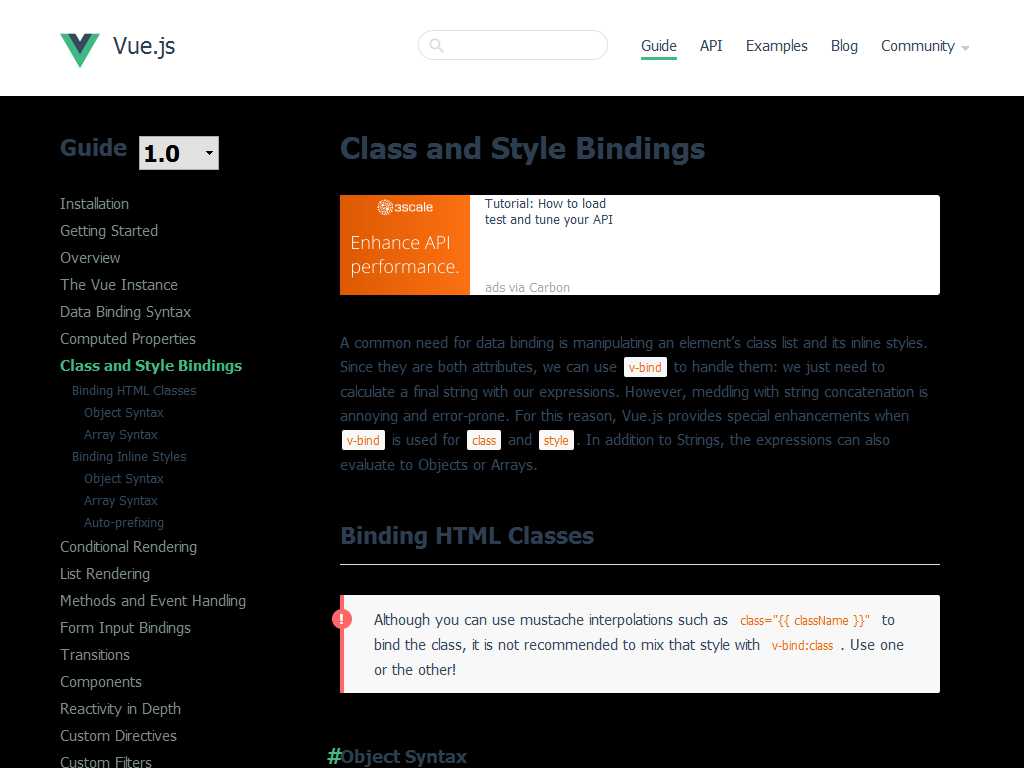 Vue.js
Guide API Examples Blog Community
Guide 1.0
Installation
Getting Started
Overview
The Vue Instance
Data Binding Syntax
Computed Properties
Class and Style Bindings
Binding HTML Classes
Object Syntax
Array Syntax
Binding Inline Styles
Object Syntax
Array Syntax
Auto-prefixing
Conditional Rendering
List Rendering
Methods and Event Handling
Form Input Bindings
Transitions
Components
Reactivity in Depth
Custom Directives
Custom Filters
Class and Style Bindings
3scale
Enhance API
performance.
Tutorial: How to load
test and tune your API
ads via Carbon
A common need for data binding is manipulating an element’s class list and its inline styles.
Since they are both attributes, we can use v-bind to handle them: we just need to
calculate a final string with our expressions. However, meddling with string concatenation is
annoying and error-prone. For this reason, Vue.js provides special enhancements when
v-bind is used for class and style. In addition to Strings, the expressions can also
evaluate to Objects or Arrays.
Binding HTML Classes
!
Although you can use mustache interpolations such as class="{{ className }}" to
bind the class, it is not recommended to mix that style with v-bind:class. Use one
or the other!
#Object Syntax